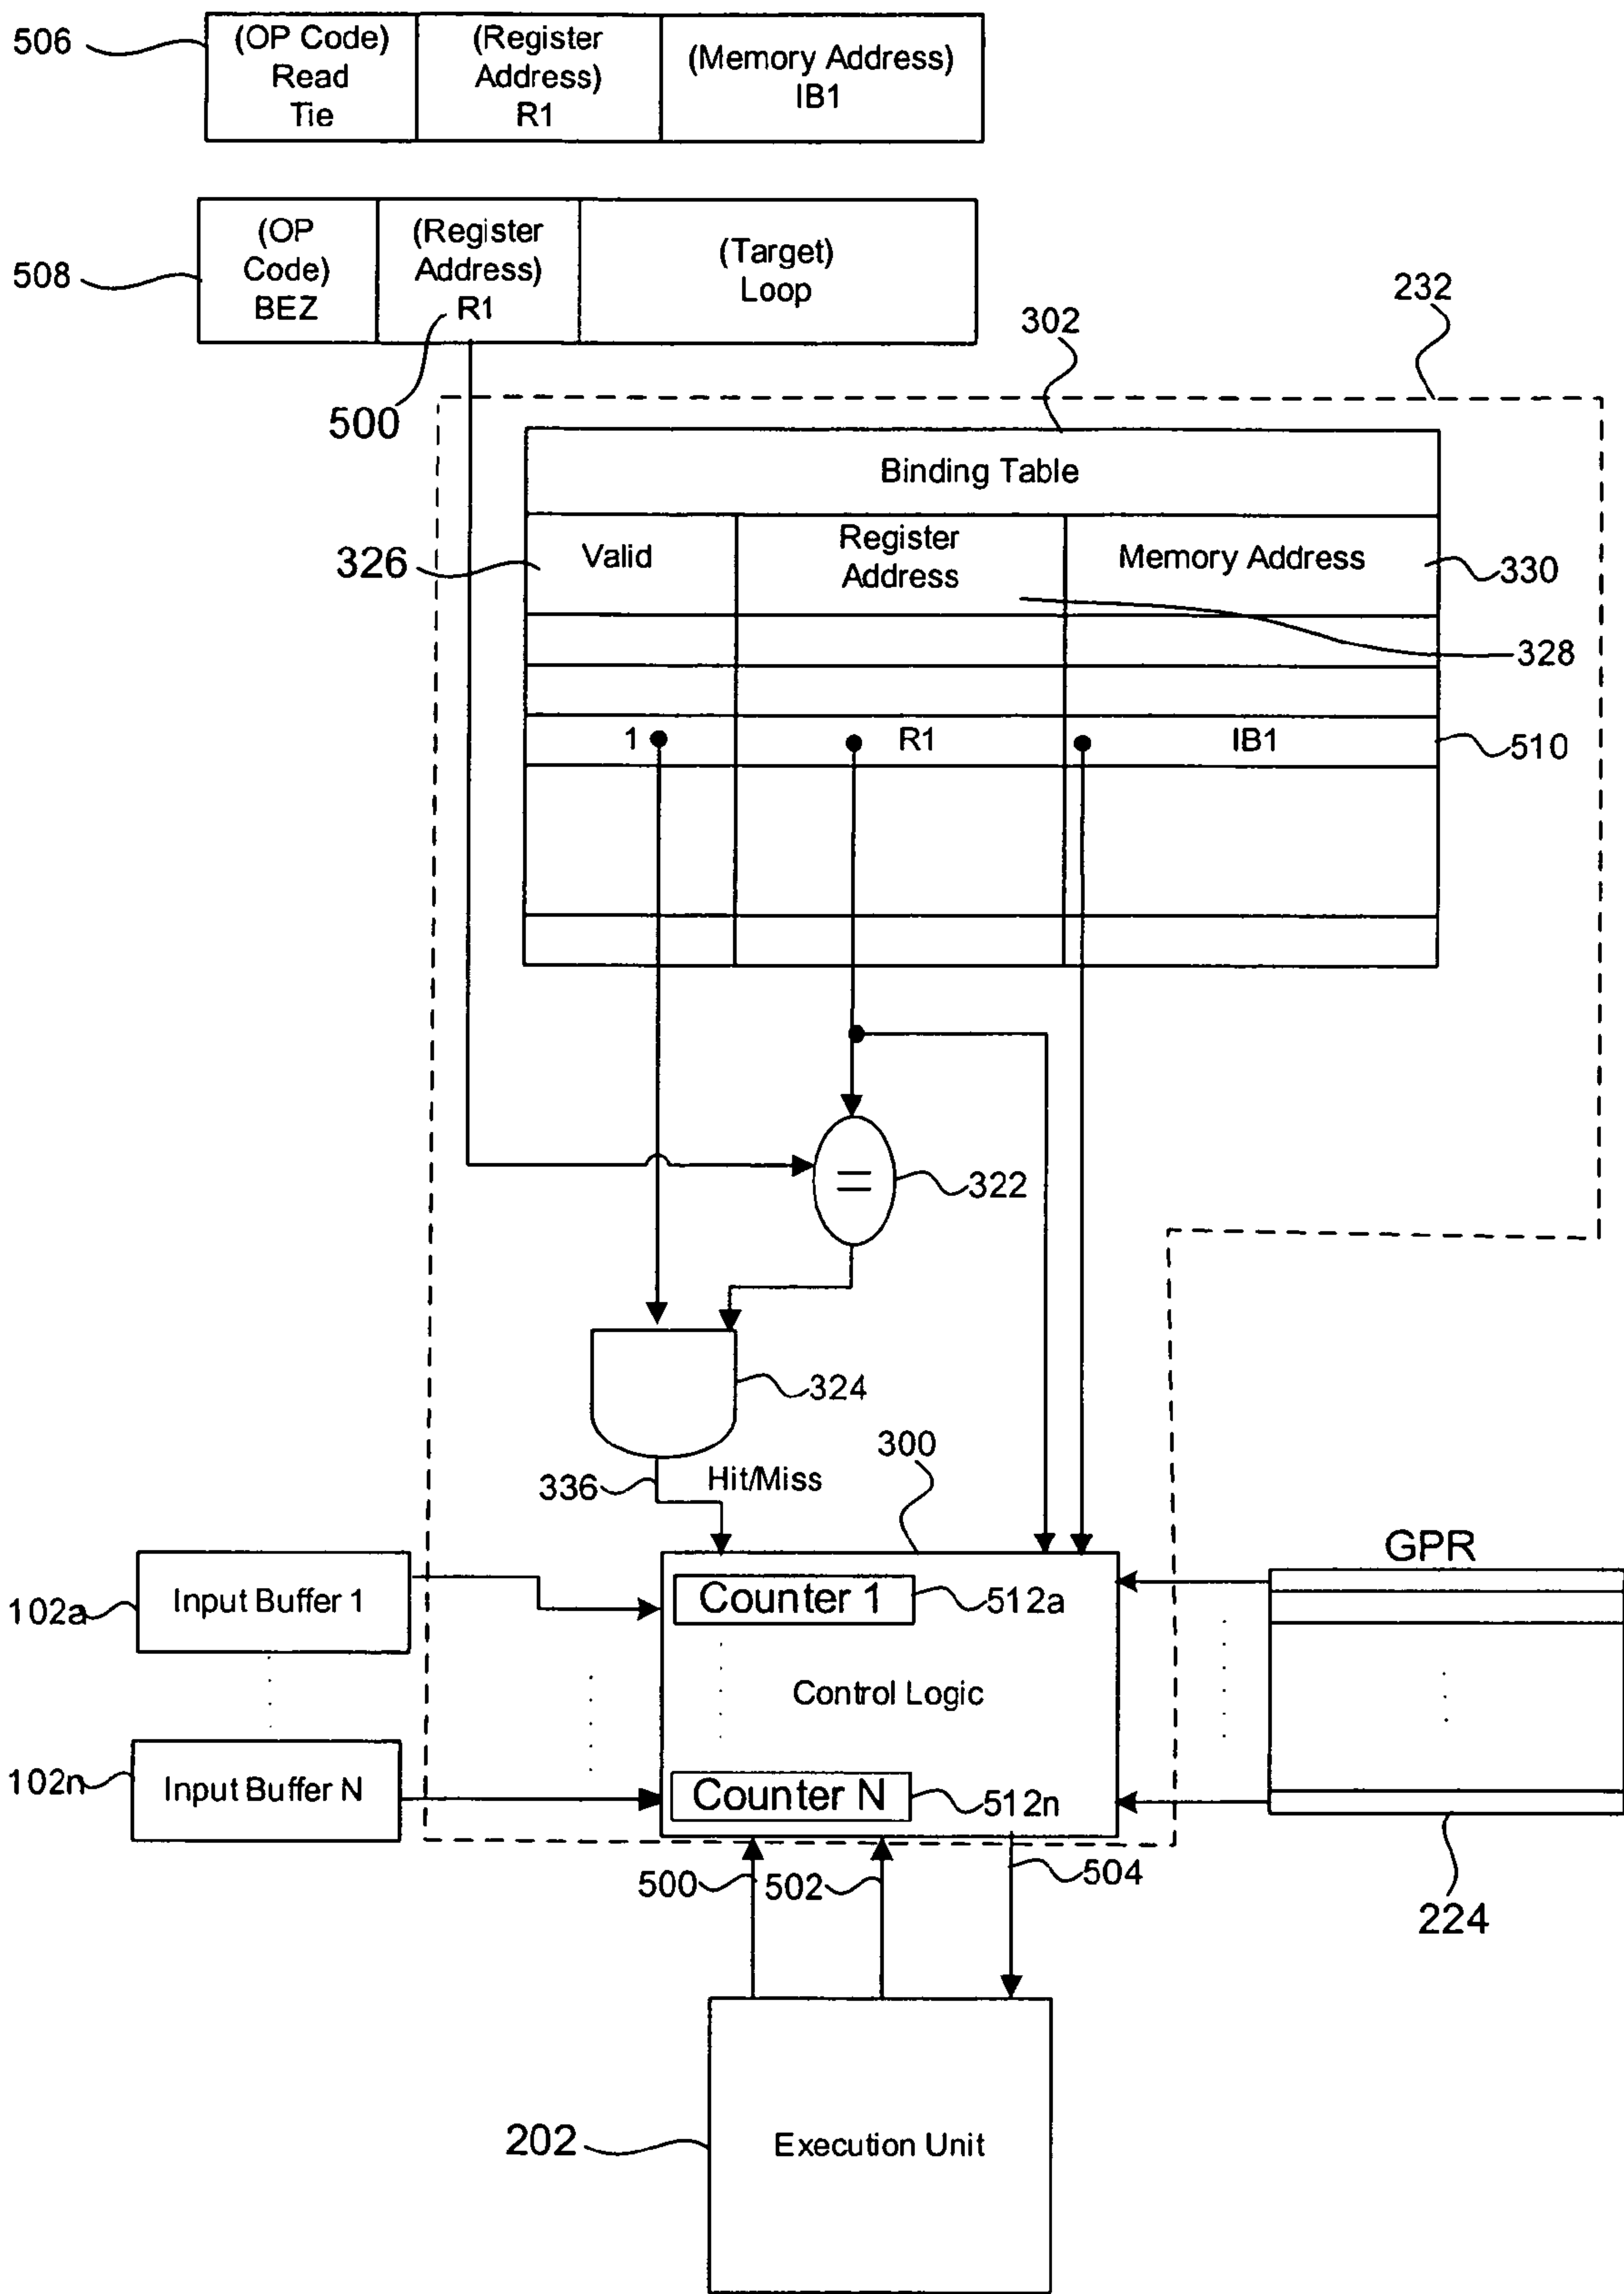 506
(OP Code)
Read
Tie
(Register
Address)
R1
(Memory Address)
IB1
508
(OP
Code)
BEZ
(Register
Address)
R1
(Target)
Loop
500
302
232
Binding Table
326
Valid
Register
Address
Memory Address
330
328
1
R1
IB1
510
322
324
336
Hit/Miss
300
GPR
102a
Input Buffer 1
Counter 1
512a
Control Logic
102n
Input Buffer N
Counter N
512n
500
502
504
224
202
Execution Unit